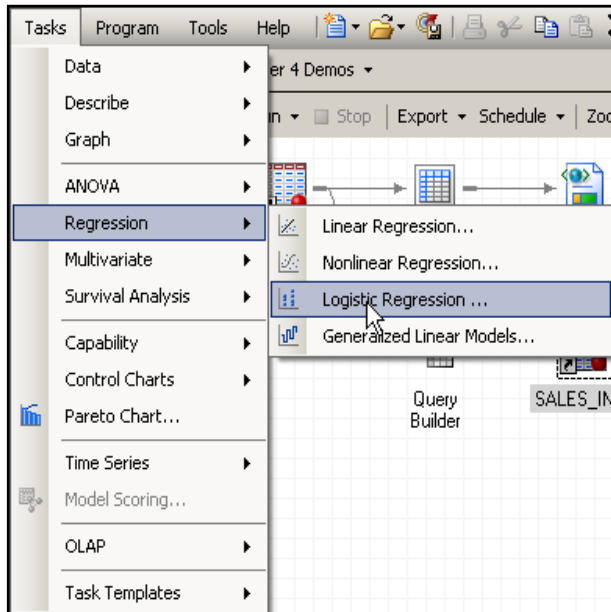 Tasks Program Tools Help
er 4 Demos
Stop Export Schedule Zoo
Data
Describe
Graph
ANOVA
Regression
Multivariate
Survival Analysis
Capability
Control Charts
Pareto Chart...
Time Series
Model Scoring...
OLAP
Task Templates
Linear Regression...
Nonlinear Regression...
Logistic Regression ...
Generalized Linear Models...
Query
Builder
SALES_IN